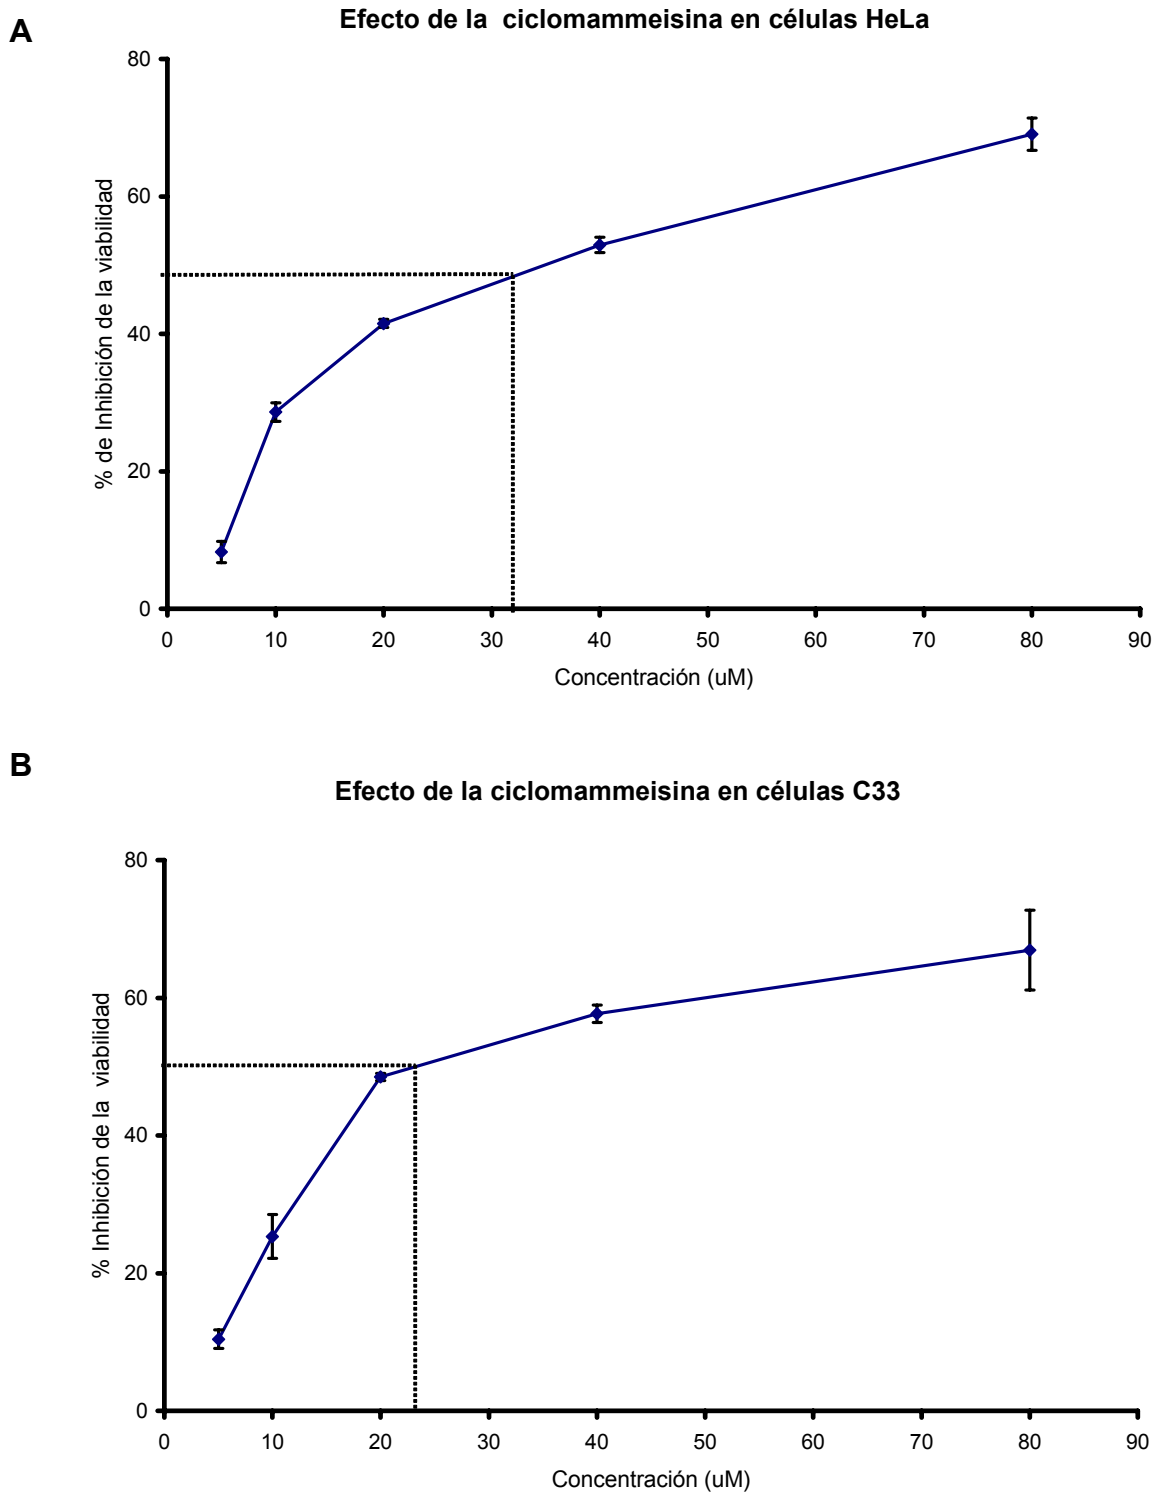 A
Efecto de la  ciclomammeisina en células HeLa
80
60
40
20
0
% de Inhibición de la viabilidad
0 10 20 30 40 50 60 70 80 90
Concentración (uM)
B
Efecto de la ciclomammeisina en células C33
80
60
40
20
0
% Inhibición de la  viabilidad
0 10 20 30 40 50 60 70 80 90
Concentración (uM)